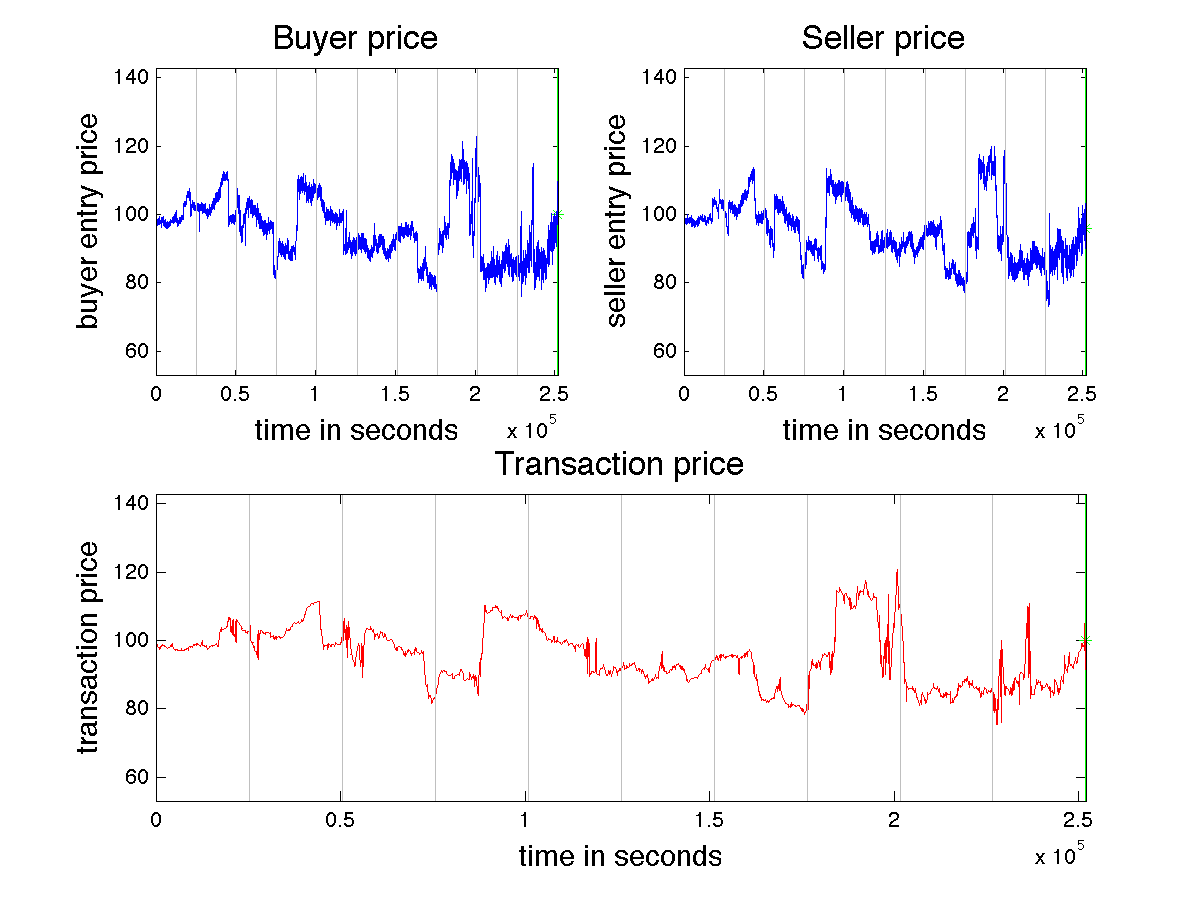 Buyer price
Seller price
buyer entry price
140
120
100
80
60
0 0.5 1 1.5 2 2.5
x 10^5
time in seconds
seller entry price
140
120
100
80
60
0 0.5 1 1.5 2 2.5
x 10^5
time in seconds
Transaction price
transaction price
140
120
100
80
60
0 0.5 1 1.5 2 2.5
x 10^5
time in seconds